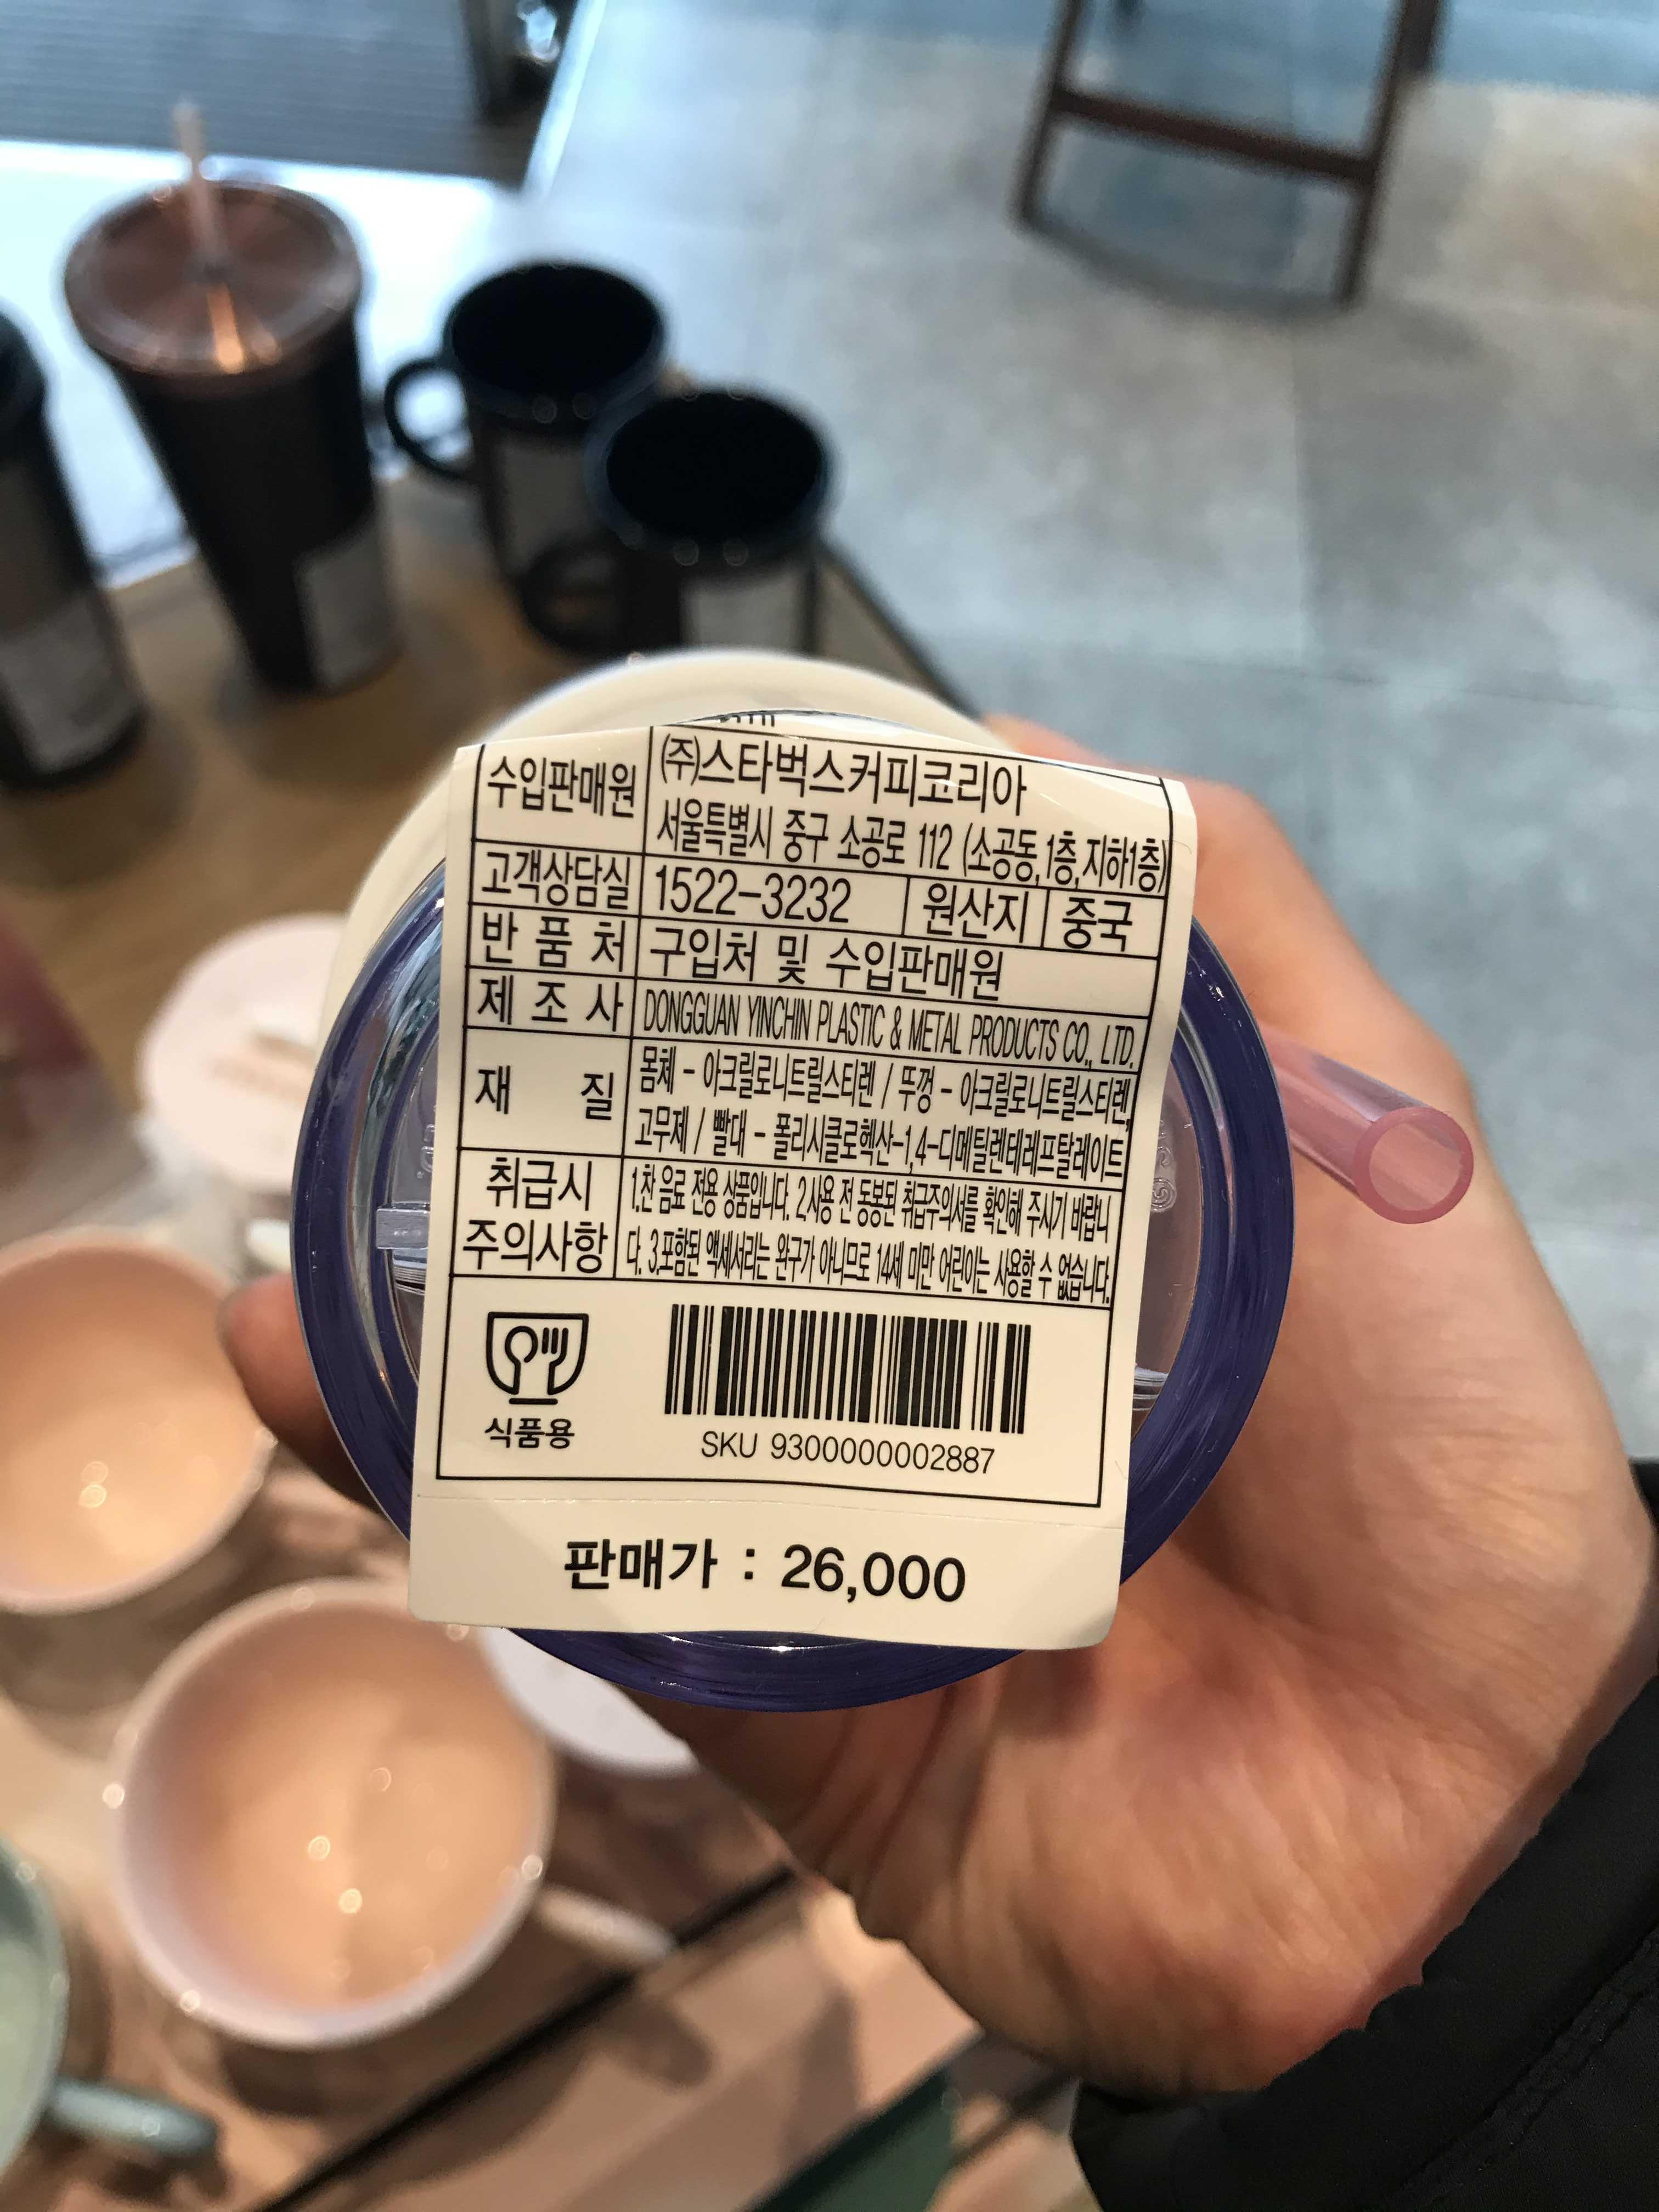 수입판매원 (주)스타벅스커피코리아
서울특별시 중구 소공로 112 (소공동,1층,지하1층)
고객상담실 1522-3232 원산지 중국
반 품 처 구입처 및 수입판매원
제 조 사 DONGGUAN YINCHIN PLASTIC & METAL PRODUCTS CO., LTD.
재 질 몸체 - 아크릴로니트릴스티렌 / 뚜껑 - 아크릴로니트릴스티렌,
고무제 / 빨대 - 폴리시클로헥산-1,4-디메틸렌테레프탈레이트
취급시 1.찬 음료 전용 상품입니다. 2.사용 전 동봉된 취급주의서를 확인해 주시기 바랍니
주의사항 다. 3.포함된 액세서리는 완구가 아니므로 14세 미만 어린이는 사용할 수 없습니다.
식품용
SKU 9300000002887
판매가 : 26,000